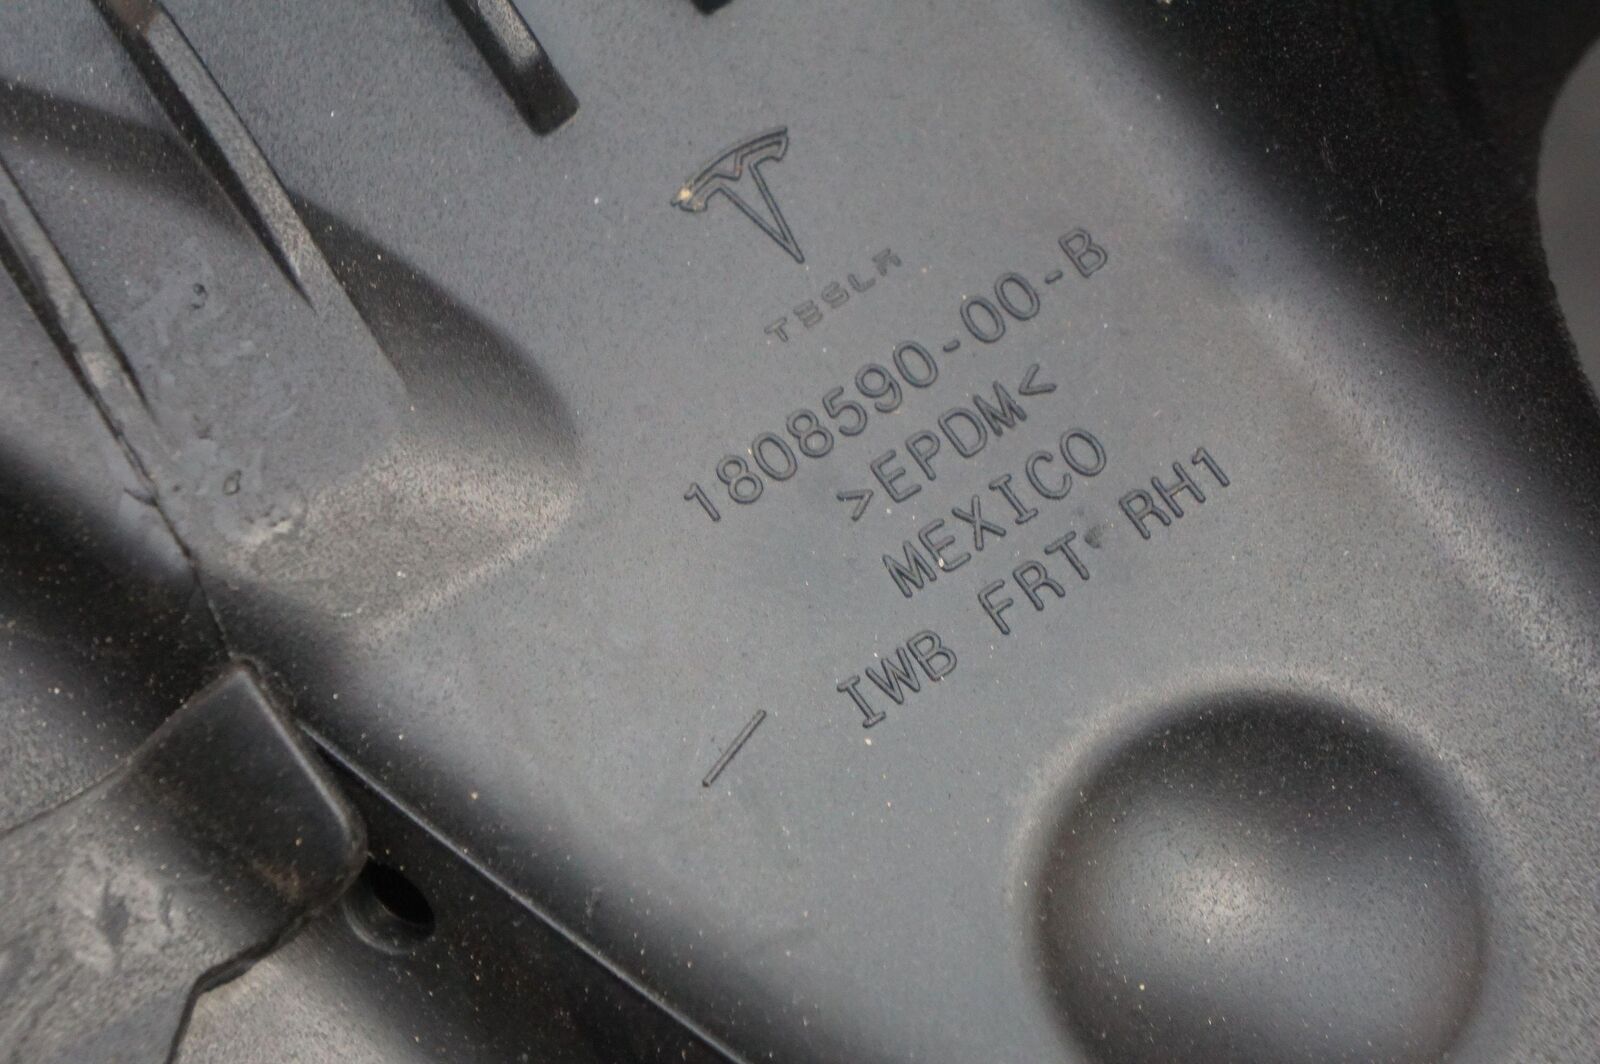 TESLA
1808590-00-B
>EPDM<
MEXICO
IWB FRT RH1